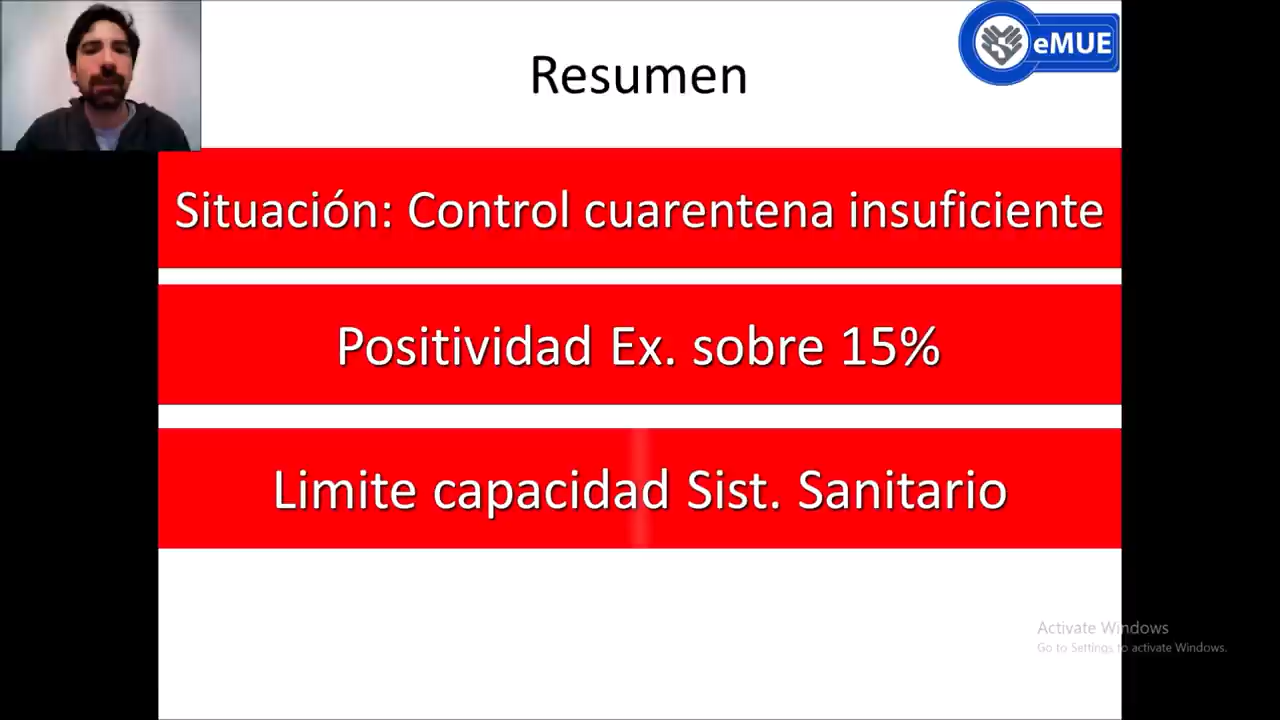 eMUE
Resumen
Situación: Control cuarentena insuficiente
Positividad Ex. sobre 15%
Limite capacidad Sist. Sanitario
Activate Windows
Go to Settings to activate Windows.